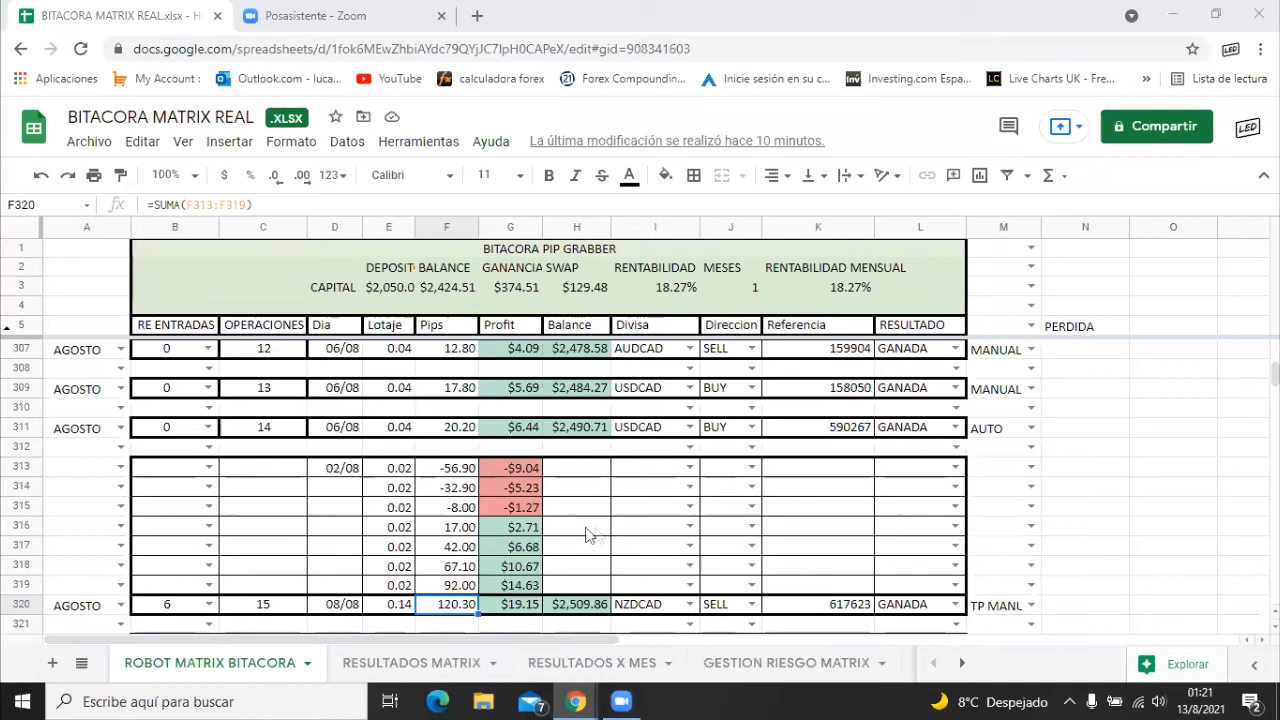 BITACORA MATRIX REAL.xlsx - H
Posasistente - Zoom
docs.google.com/spreadsheets/d/1fok6MEwZhbiAYdc79QYjJC7IpH0CAPeX/edit#gid=908341603
Aplicaciones My Account : Outlook.com - luca... YouTube calculadora forex Forex Compoundin... Inicie sesión en su c... Investing.com Espa... Live Charts UK - Fre... » Lista de lectura
BITACORA MATRIX REAL .XLSX
Compartir
Archivo Editar Ver Insertar Formato Datos Herramientas Ayuda La última modificación se realizó hace 10 minutos.
100% $ % .0 .00 123 Calibri 11
F320 fx =SUMA(F313:F319)
A B C D E F G H I J K L M N O
1 BITACORA PIP GRABBER
2 DEPOSIT BALANCE GANANCIA SWAP RENTABILIDAD MESES RENTABILIDAD MENSUAL
3 CAPITAL $2,050.0 $2,424.51 $374.51 $129.48 18.27% 1 18.27%
4
5 RE ENTRADAS OPERACIONES Dia Lotaje Pips Profit Balance Divisa Direccion Referencia RESULTADO PERDIDA
307 AGOSTO 0 12 06/08 0.04 12.80 $4.09 $2,478.58 AUDCAD SELL 159904 GANADA MANUAL
308
309 AGOSTO 0 13 06/08 0.04 17.80 $5.69 $2,484.27 USDCAD BUY 158050 GANADA MANUAL
310
311 AGOSTO 0 14 06/08 0.04 20.20 $6.44 $2,490.71 USDCAD BUY 590267 GANADA AUTO
312
313 02/08 0.02 -56.90 -$9.04
314 0.02 -32.90 -$5.23
315 0.02 -8.00 -$1.27
316 0.02 17.00 $2.71
317 0.02 42.00 $6.68
318 0.02 67.10 $10.67
319 0.02 92.00 $14.63
320 AGOSTO 6 15 08/08 0.14 120.30 $19.15 $2,509.86 NZDCAD SELL 617623 GANADA TP MANU
321
ROBOT MATRIX BITACORA RESULTADOS MATRIX RESULTADOS X MES GESTION RIESGO MATRIX Explorar
Escribe aquí para buscar
7
8°C Despejado
01:21
13/8/2021
2